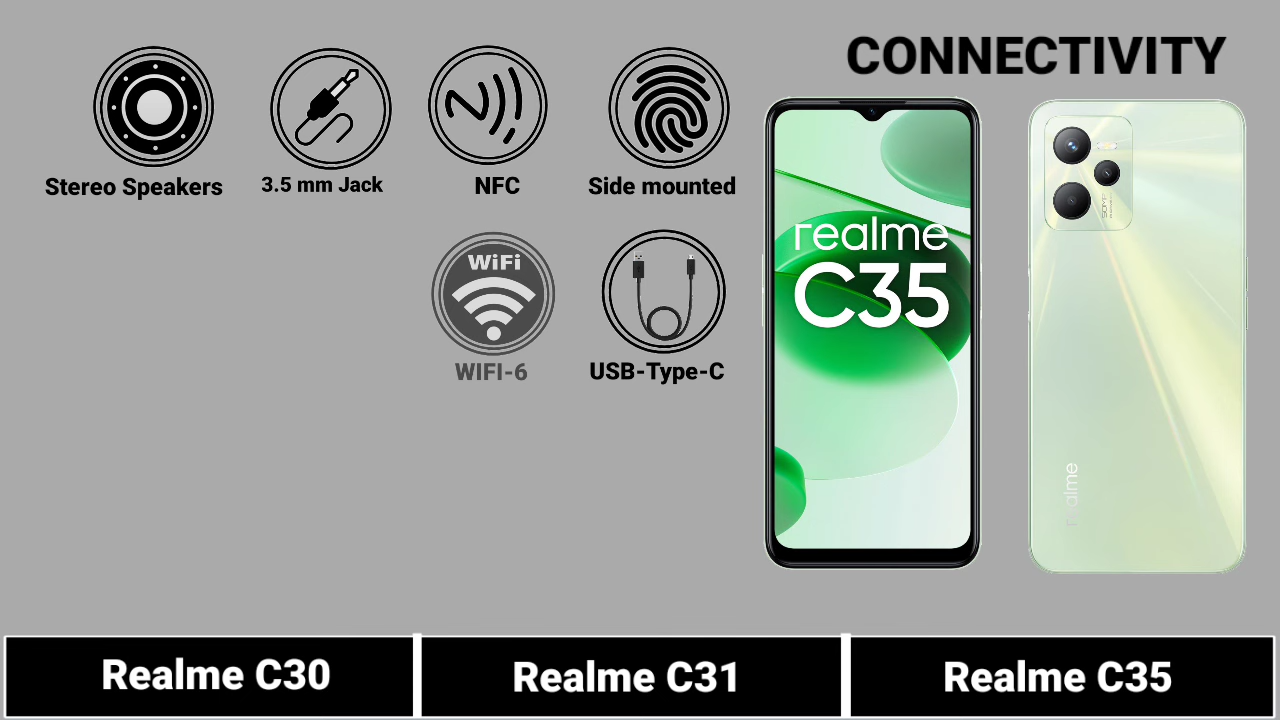 CONNECTIVITY
Stereo Speakers
3.5 mm Jack
NFC
Side mounted
WiFi
WIFI-6
USB-Type-C
realme
C35
realme
Realme C30
Realme C31
Realme C35